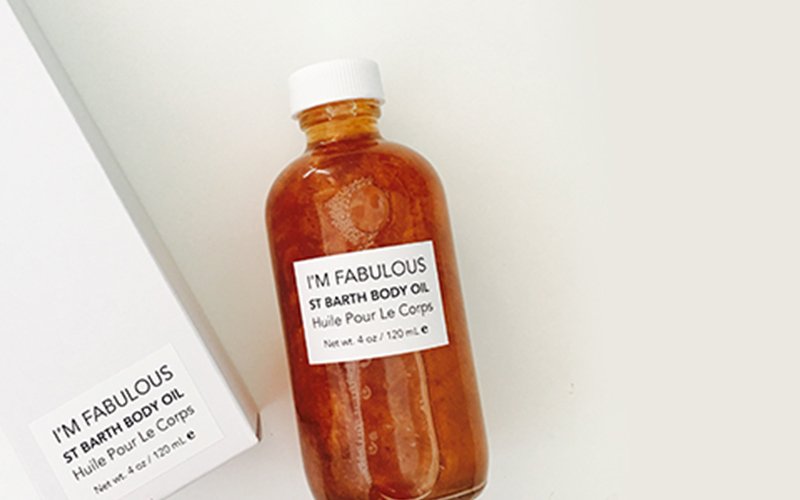 I'M FABULOUS
ST BARTH BODY OIL
Huile Pour Le Corps
Net wt. 4 oz / 120 mL e
I'M FABULOUS
ST BARTH BODY OIL
Huile Pour Le Corps
Net wt. 4 oz / 120 mL e